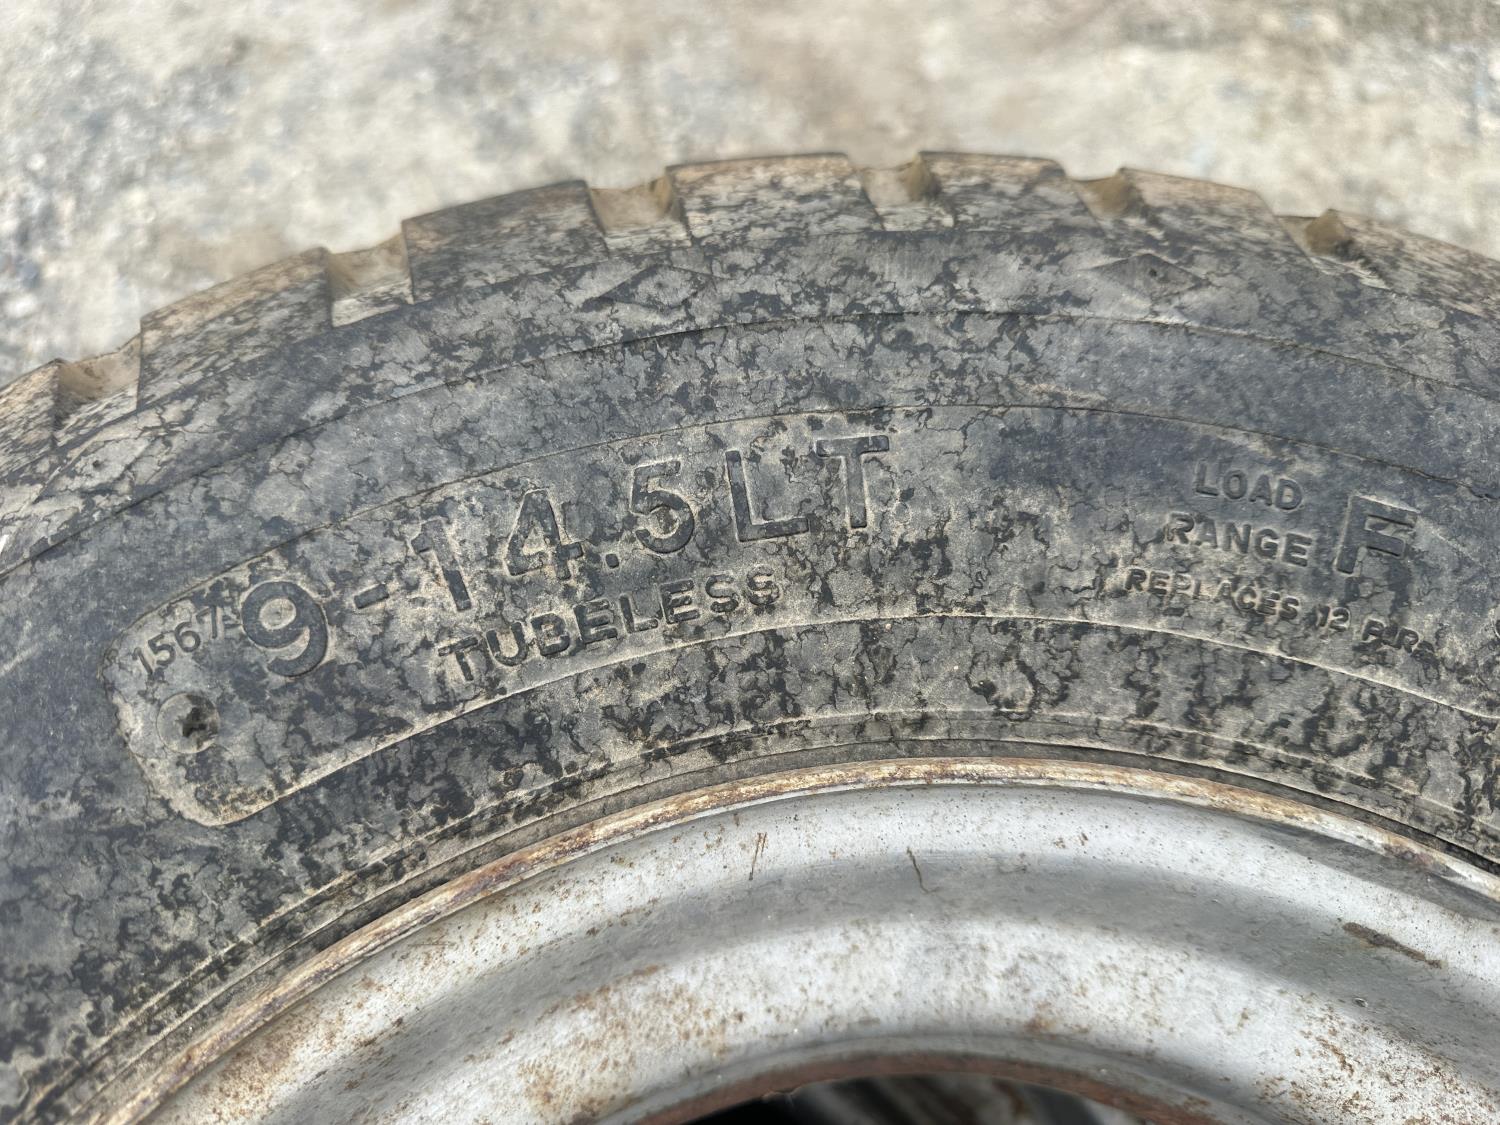 1567-9-14.5LT
TUBELESS
LOAD
RANGE F
REPLACES 12 P.R.